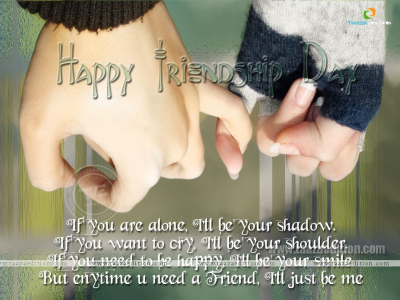 Happy Friendship Day
If you are alone, I'll be your shadow.
If you want to cry, I'll be your shoulder.
If you need to be happy, I'll be your smile
But enytime u need a Friend, I'll just be me